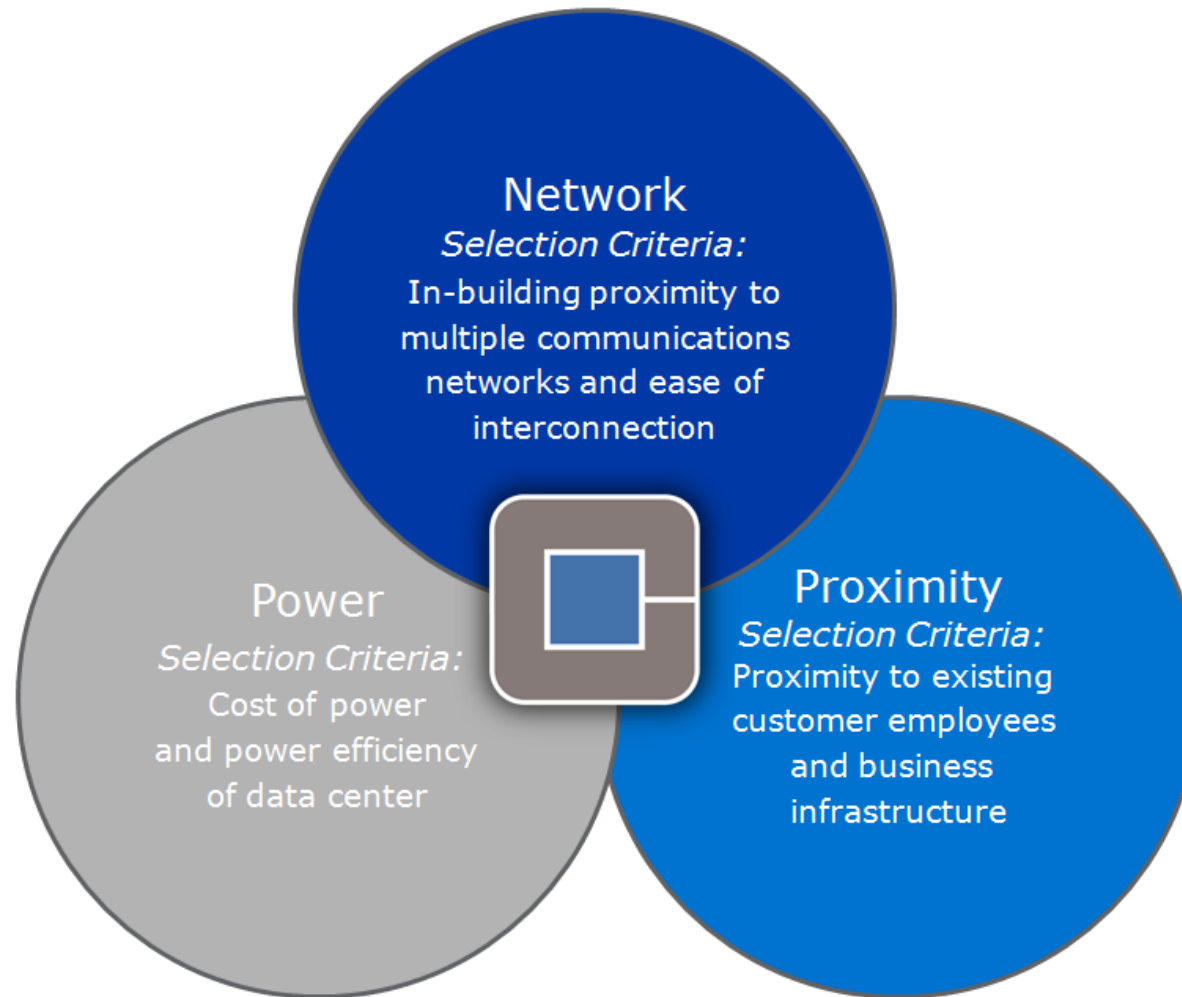 Network
Selection Criteria:
In-building proximity to
multiple communications
networks and ease of
interconnection
Power
Selection Criteria:
Cost of power
and power efficiency
of data center
Proximity
Selection Criteria:
Proximity to existing
customer employees
and business
infrastructure